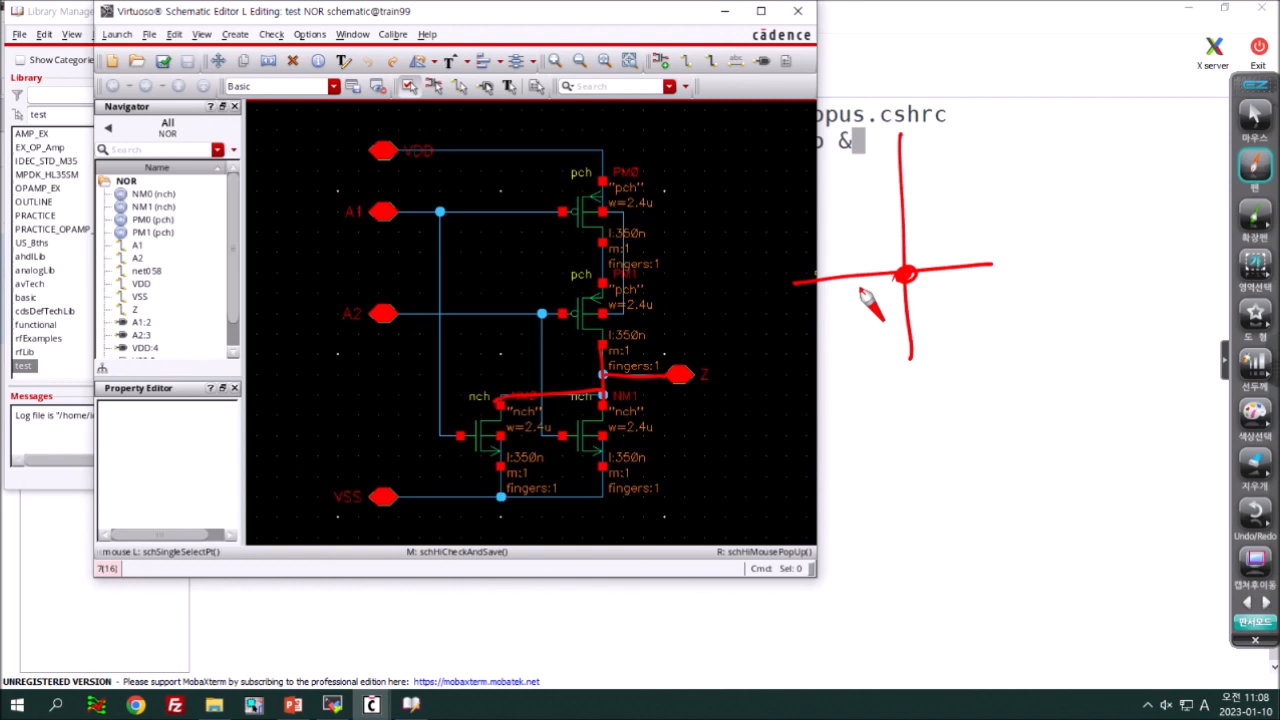 Library Manage
Virtuoso® Schematic Editor L Editing: test NOR schematic@train99
File Edit View
Launch File Edit View Create Check Options Window Calibre Help
cādence
X server
Exit
Show Categorie
Library
test
AMP_EX
EX_OP_Amp
IDEC_STD_M35
MPDK_HL35SM
OPAMP_EX
OUTLINE
PRACTICE
PRACTICE_OPAMP_
US_8ths
ahdlLib
analogLib
avTech
basic
cdsDefTechLib
functional
rfExamples
rfLib
test
Messages
Log file is "/home/i
Basic
Search
Navigator
All
NOR
Search
Name
NOR
NM0 (nch)
NM1 (nch)
PM0 (pch)
PM1 (pch)
A1
A2
net058
VDD
VSS
Z
A1:2
A2:3
VDD:4
Property Editor
VDD
A1
A2
VSS
Z
pch
PM0
"pch"
w=2.4u
l:350n
m:1
fingers:1
pch
PM1
"pch"
w=2.4u
l:350n
m:1
fingers:1
nch
"nch"
w=2.4u
l:350n
m:1
fingers:1
nch
NM1
"nch"
w=2.4u
l:350n
m:1
fingers:1
mouse L: schSingleSelectPt()
M: schHiCheckAndSave()
R: schHiMousePopUp()
7(16)
Cmd: Sel: 0
opus.cshrc
&
EZ
마우스
펜
확장펜
영역선택
도 형
선두께
색상선택
지우개
Undo/Redo
캡처후이동
판서모드
UNREGISTERED VERSION - Please support MobaXterm by subscribing to the professional edition here: https://mobaxterm.mobatek.net
A
오전 11:08
2023-01-10